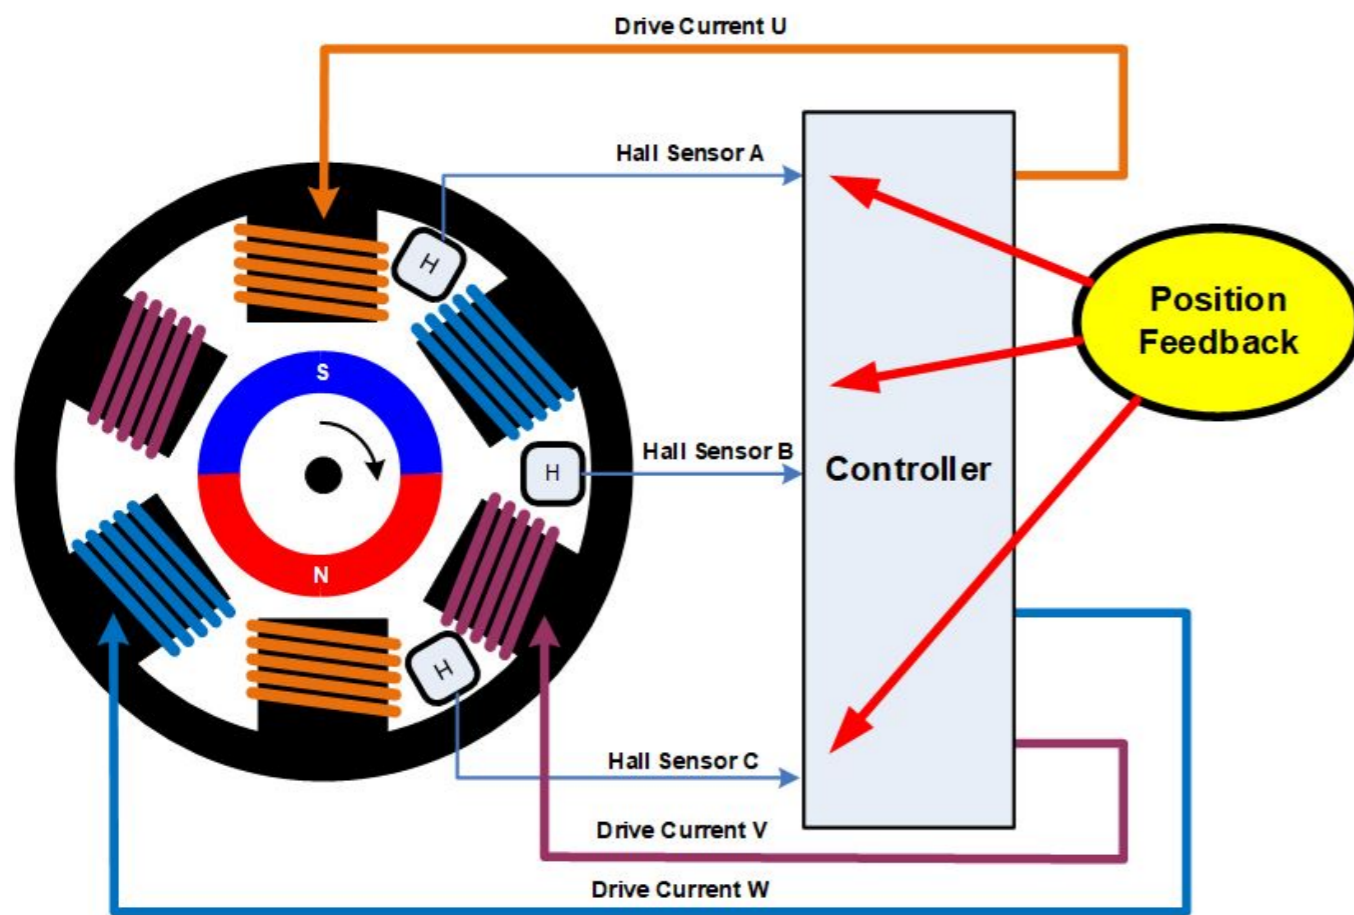 Drive Current U
Hall Sensor A
H
S
Position
Feedback
Hall Sensor B
H
Controller
N
H
Hall Sensor C
Drive Current V
Drive Current W